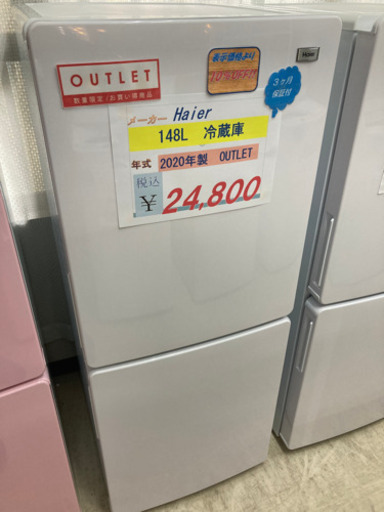 OUTLET
数量限定/お買い得商品
表示価格より
10%OFF!!
Haier
3ヶ月
保証付
メーカー Haier
148L 冷蔵庫
年式 2020年製 OUTLET
税込
¥24,800